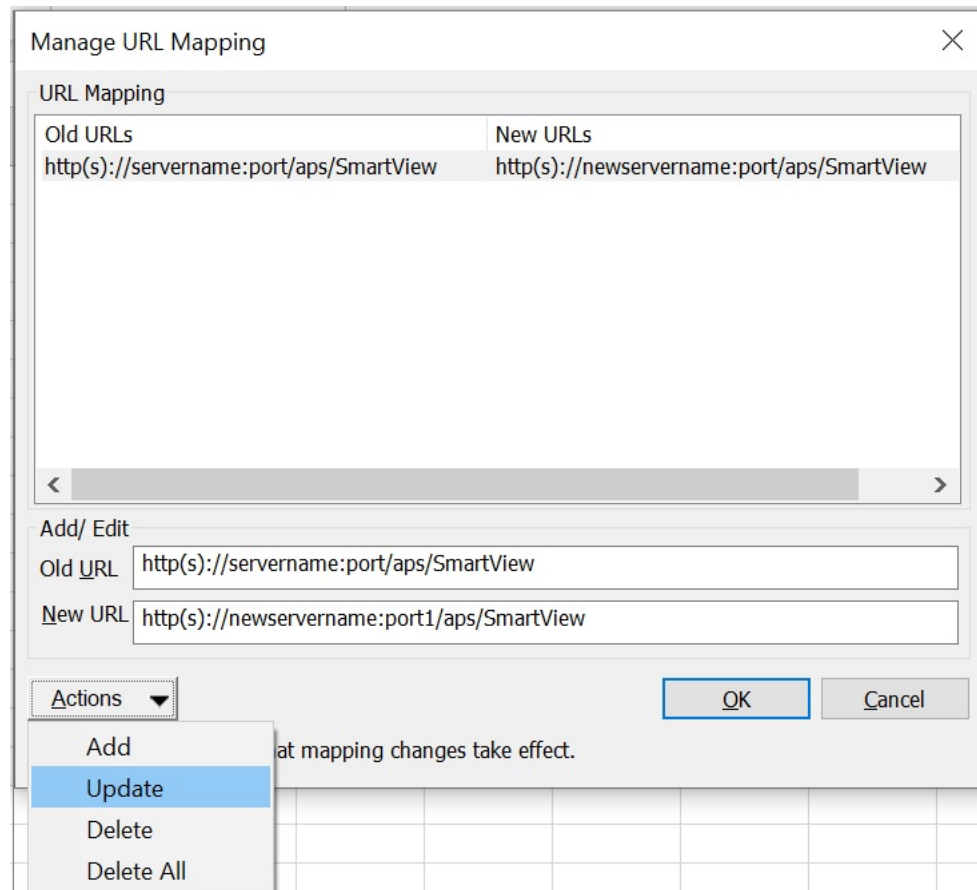 Manage URL Mapping
URL Mapping
Old URLs New URLs
http(s)://servername:port/aps/SmartView http(s)://newservername:port/aps/SmartView
Add/ Edit
Old URL http(s)://servername:port/aps/SmartView
New URL http(s)://newservername:port1/aps/SmartView
Actions OK Cancel
Add
at mapping changes take effect.
Update
Delete
Delete All